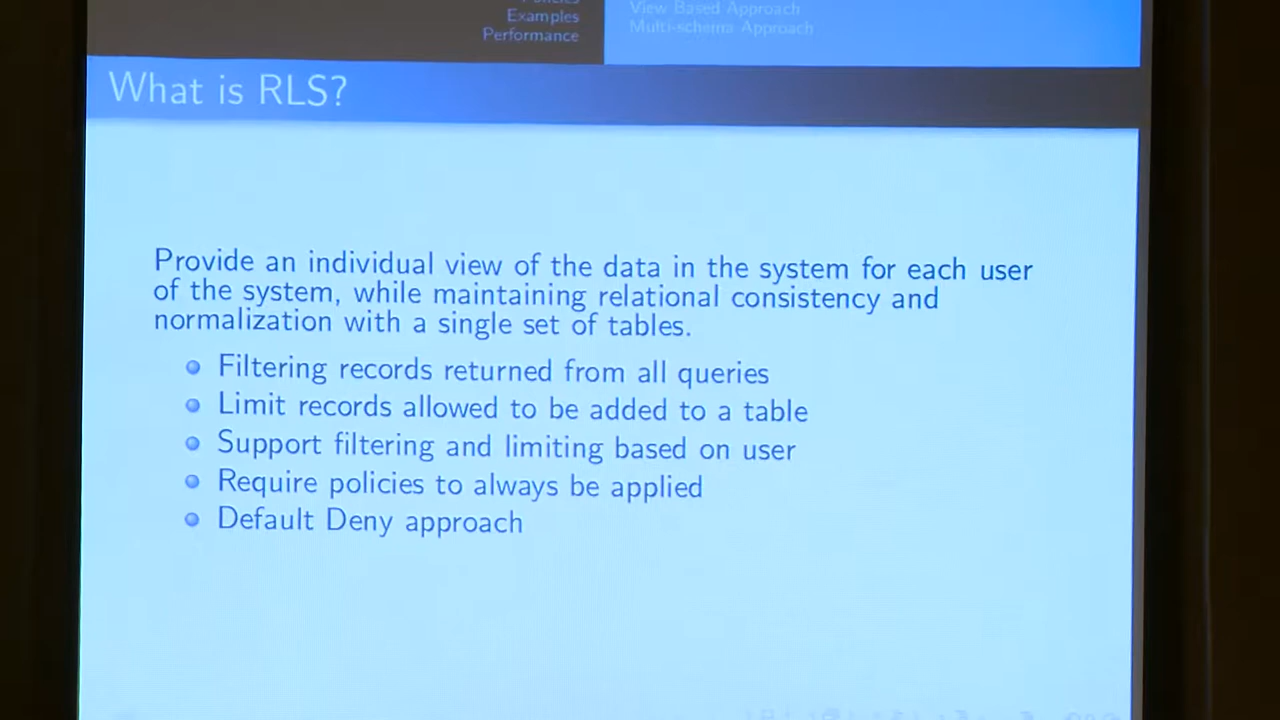 Policies
Examples
Performance
View Based Approach
Multi-schema Approach
What is RLS?
Provide an individual view of the data in the system for each user
of the system, while maintaining relational consistency and
normalization with a single set of tables.
Filtering records returned from all queries
Limit records allowed to be added to a table
Support filtering and limiting based on user
Require policies to always be applied
Default Deny approach